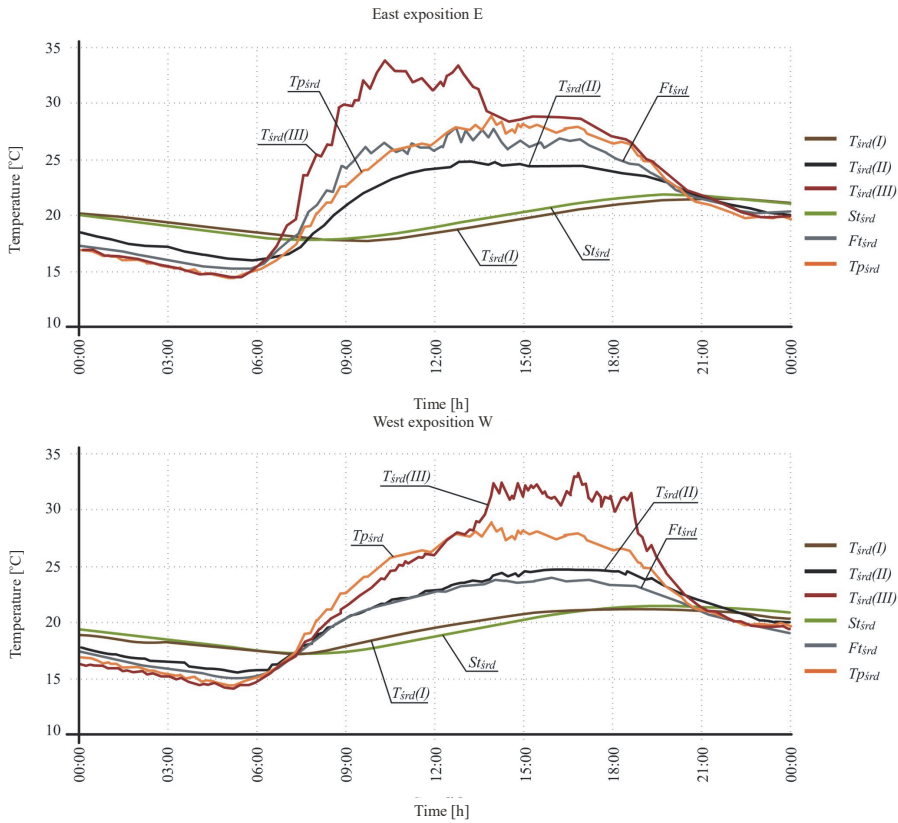 East exposition E
35
30
25
20
15
10
Temperature [˚C]
Tpśrd
Tśrd(III)
Tśrd(II)
Ftśrd
Tśrd(I)
Stśrd
Tśrd(I)
Tśrd(II)
Tśrd(III)
Stśrd
Ftśrd
Tpśrd
00:00
03:00
06:00
09:00
12:00
15:00
18:00
21:00
00:00
Time [h]
West exposition W
35
30
25
20
15
10
Temperature [˚C]
Tśrd(III)
Tśrd(II)
Tpśrd
Ftśrd
Stśrd
Tśrd(I)
Tśrd(I)
Tśrd(II)
Tśrd(III)
Stśrd
Ftśrd
Tpśrd
00:00
03:00
06:00
09:00
12:00
15:00
18:00
21:00
00:00
Time [h]